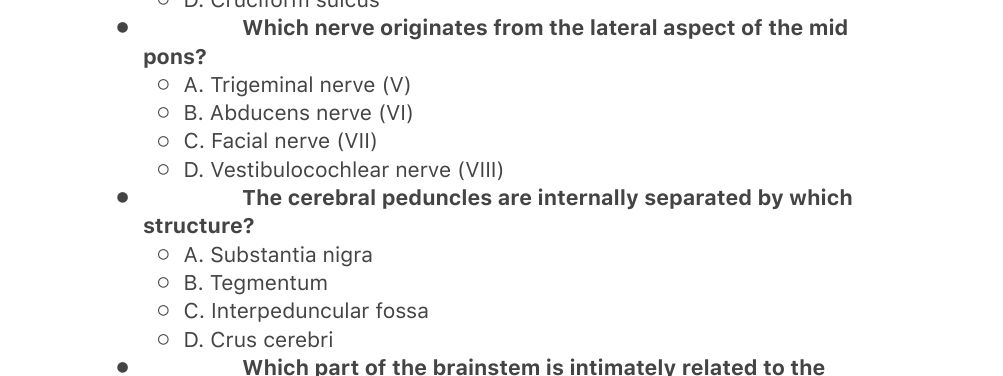 D. Cruciform sulcus
Which nerve originates from the lateral aspect of the mid
pons?
A. Trigeminal nerve (V)
B. Abducens nerve (VI)
C. Facial nerve (VII)
D. Vestibulocochlear nerve (VIII)
The cerebral peduncles are internally separated by which
structure?
A. Substantia nigra
B. Tegmentum
C. Interpeduncular fossa
D. Crus cerebri
Which part of the brainstem is intimately related to the